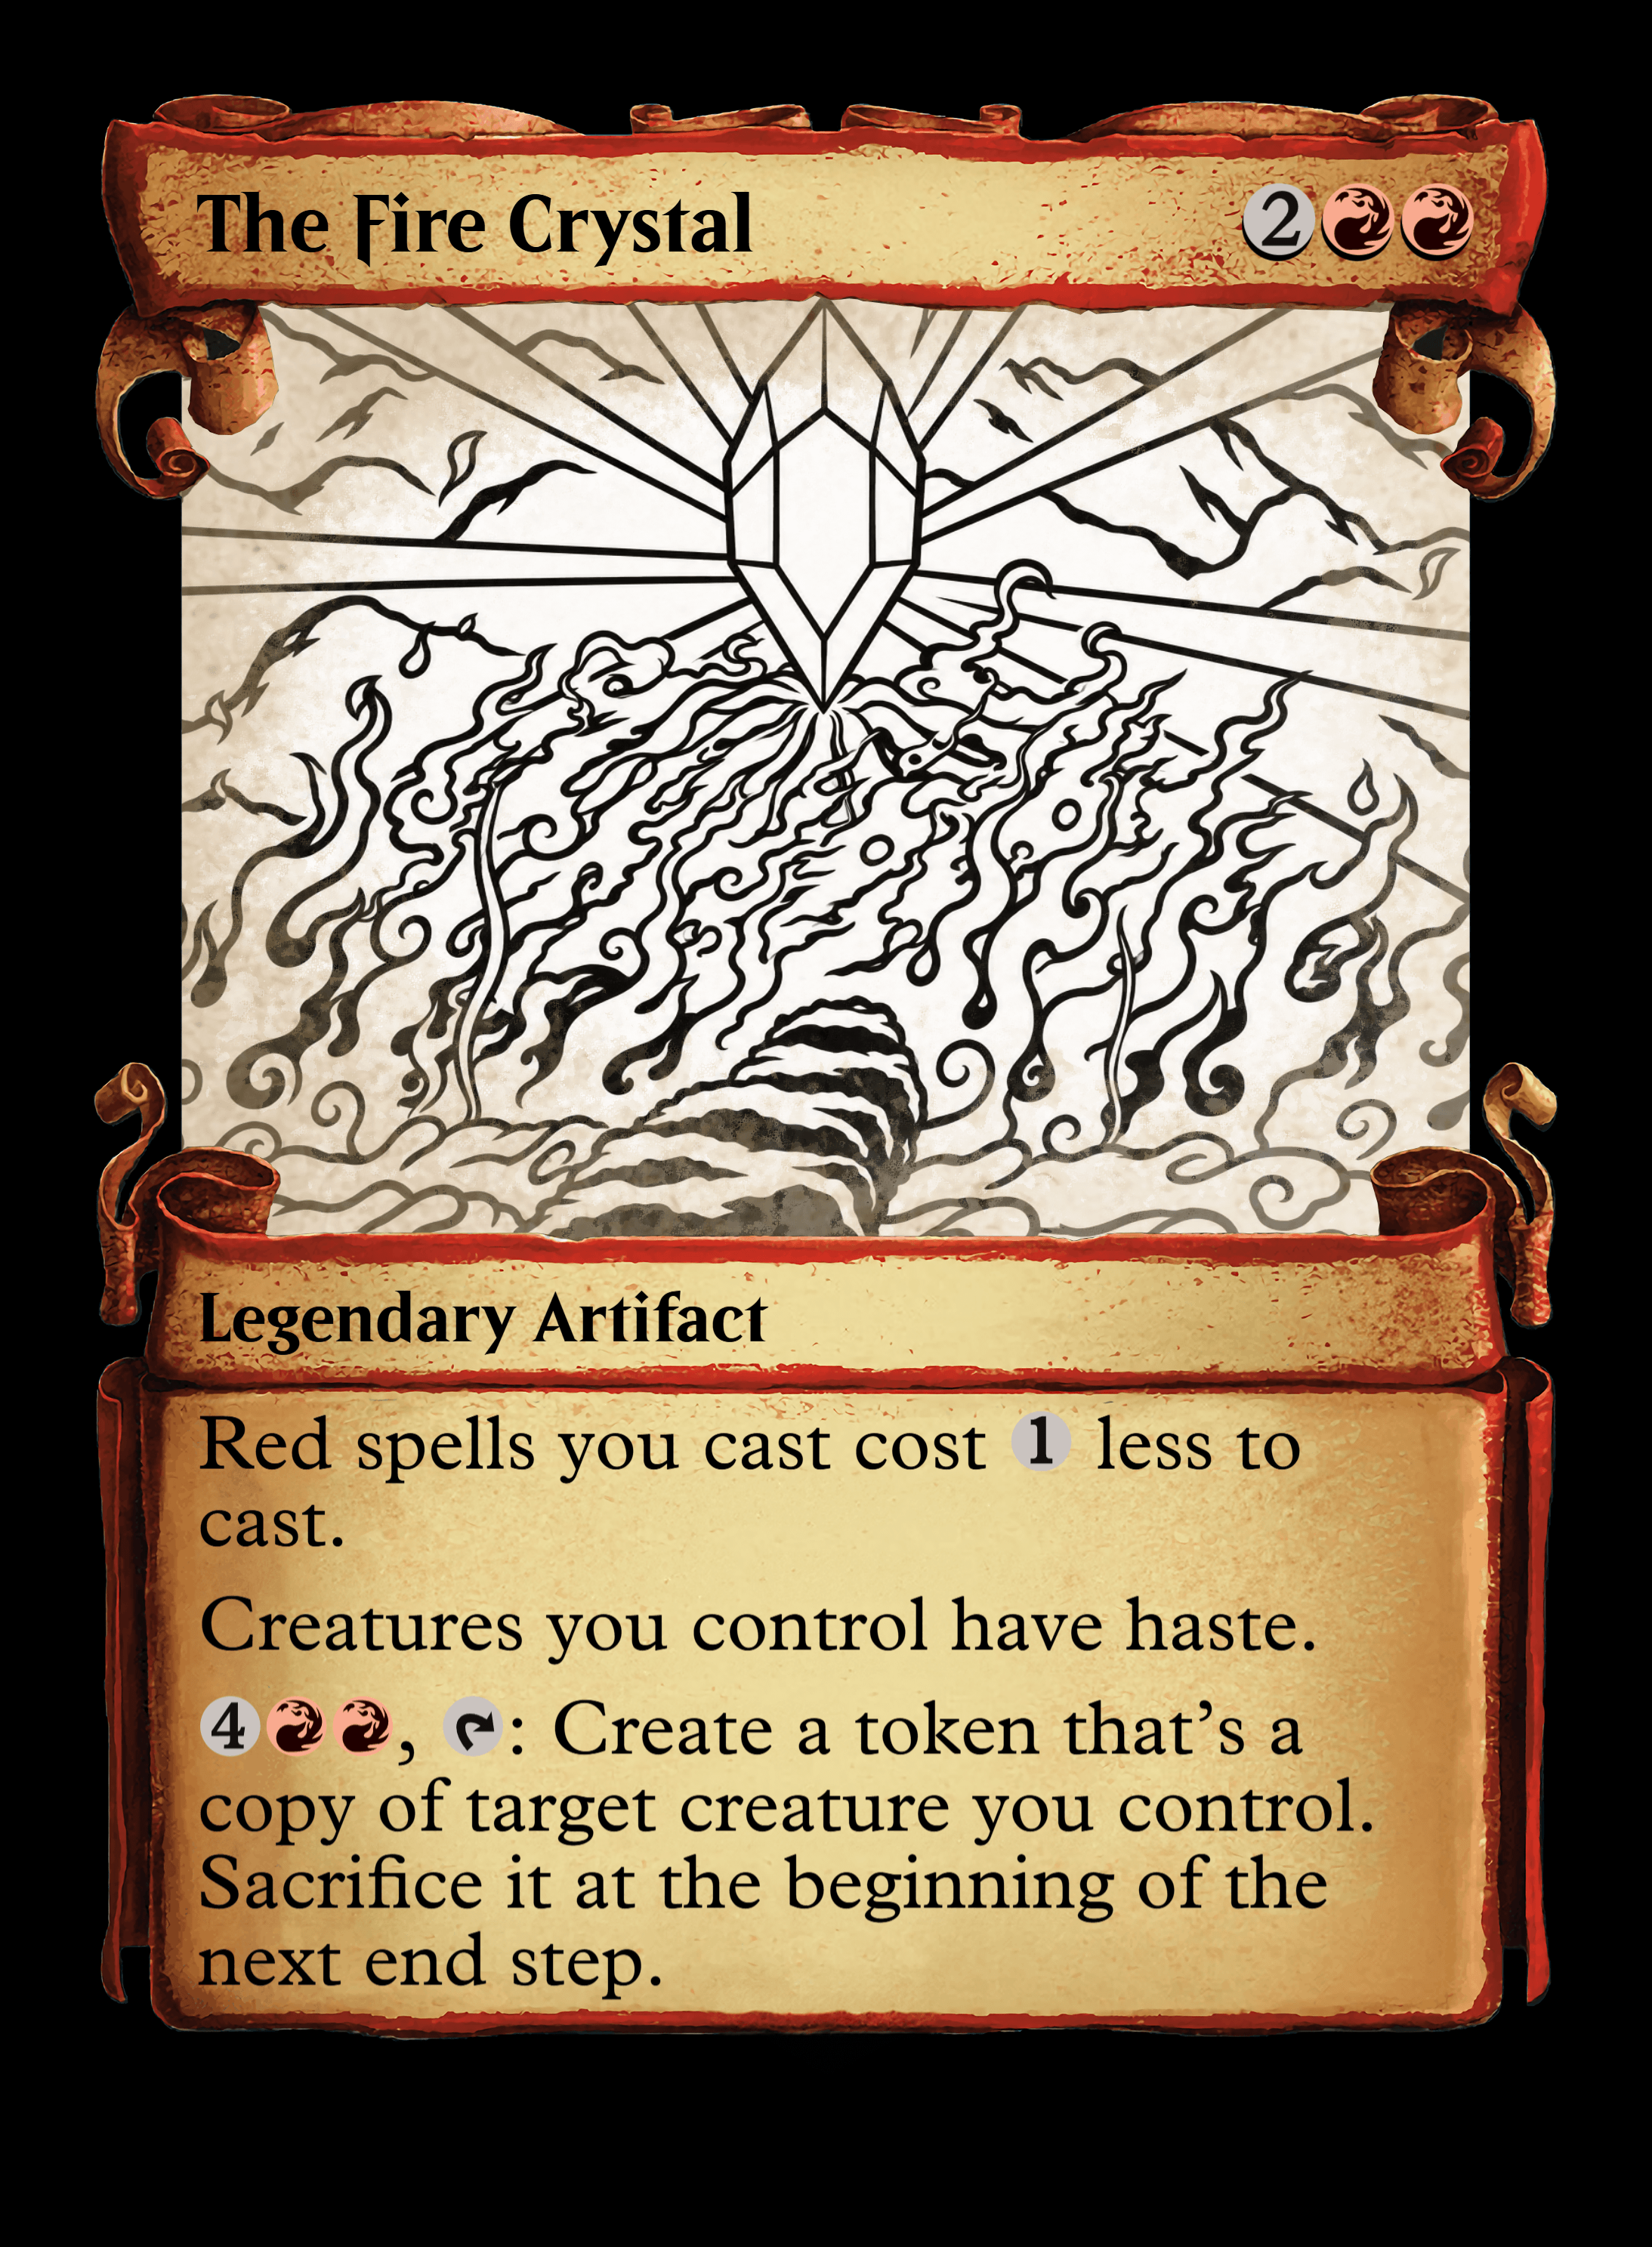 The Fire Crystal 2
Legendary Artifact
Red spells you cast cost 1 less to
cast.
Creatures you control have haste.
4, : Create a token that’s a
copy of target creature you control.
Sacrifice it at the beginning of the
next end step.